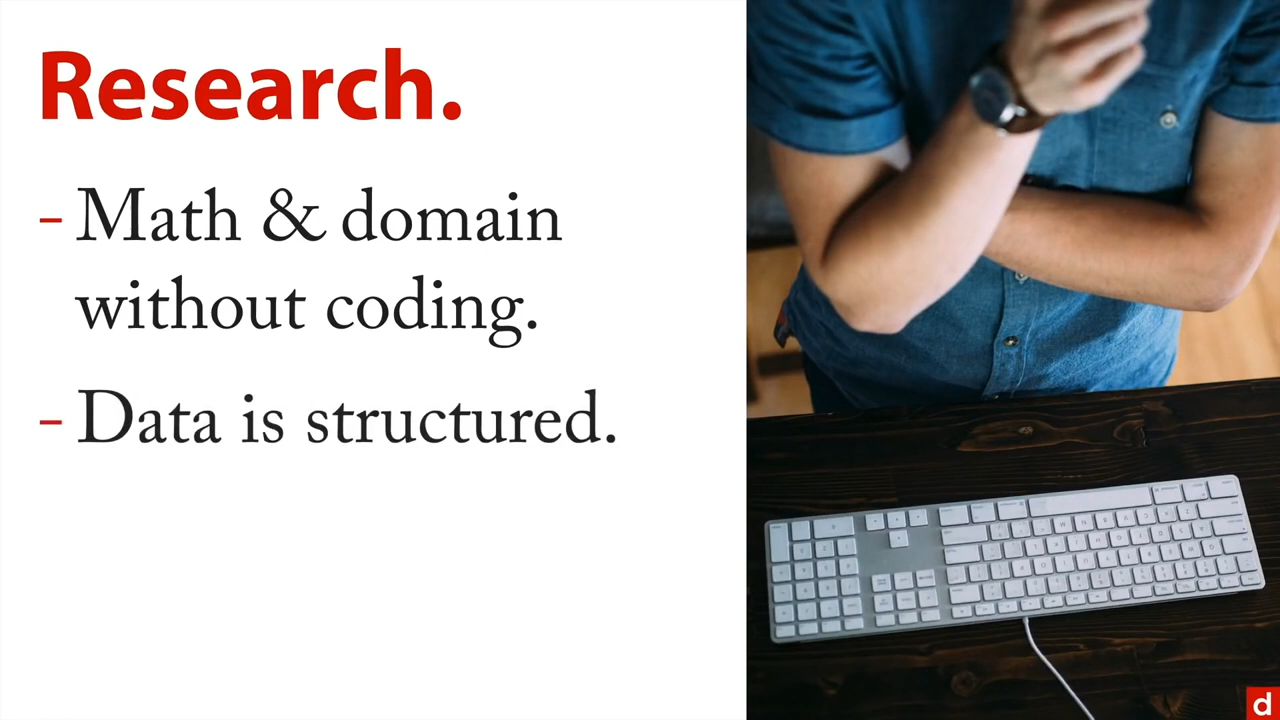 Research.
- Math & domain
without coding.
- Data is structured.
d